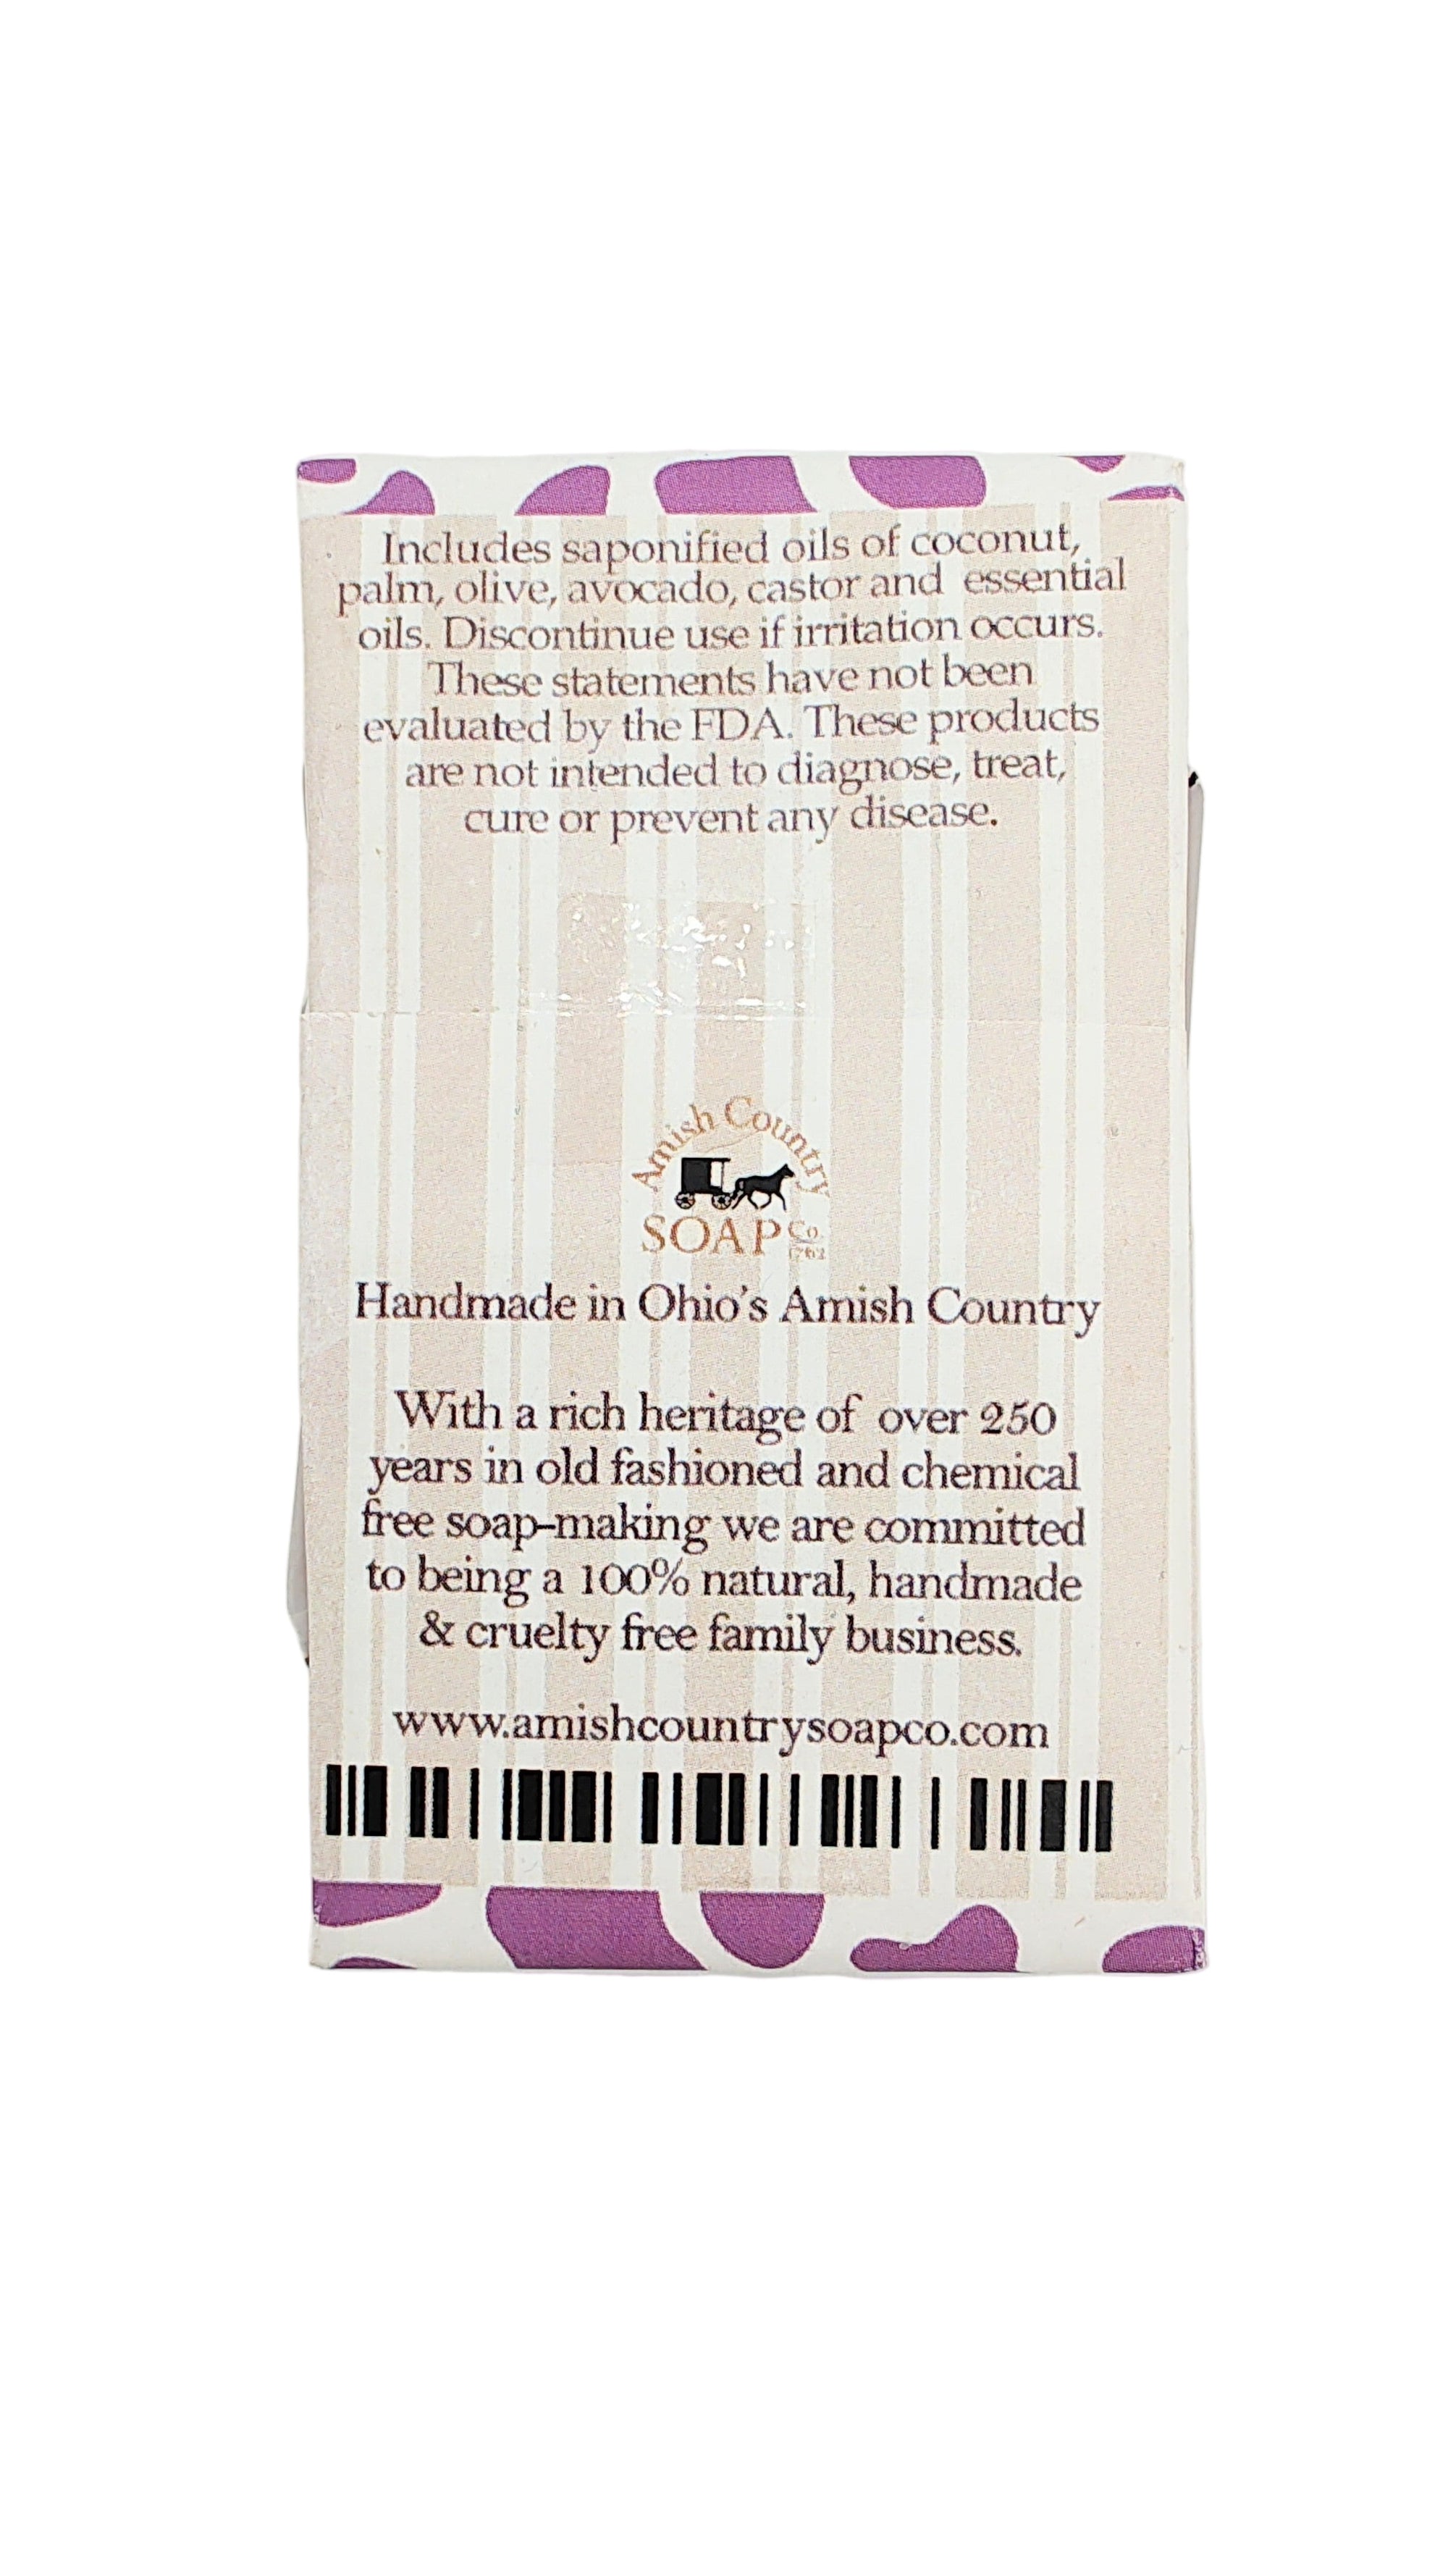 Includes saponified oils of coconut,
palm, olive, avocado, castor and essential
oils. Discontinue use if irritation occurs.
These statements have not been
evaluated by the FDA. These products
are not intended to diagnose, treat,
cure or prevent any disease.
Amish Country
SOAP Co.
1762
Handmade in Ohio's Amish Country
With a rich heritage of over 250
years in old fashioned and chemical
free soap-making we are committed
to being a 100% natural, handmade
& cruelty free family business.
www.amishcountrysoapco.com